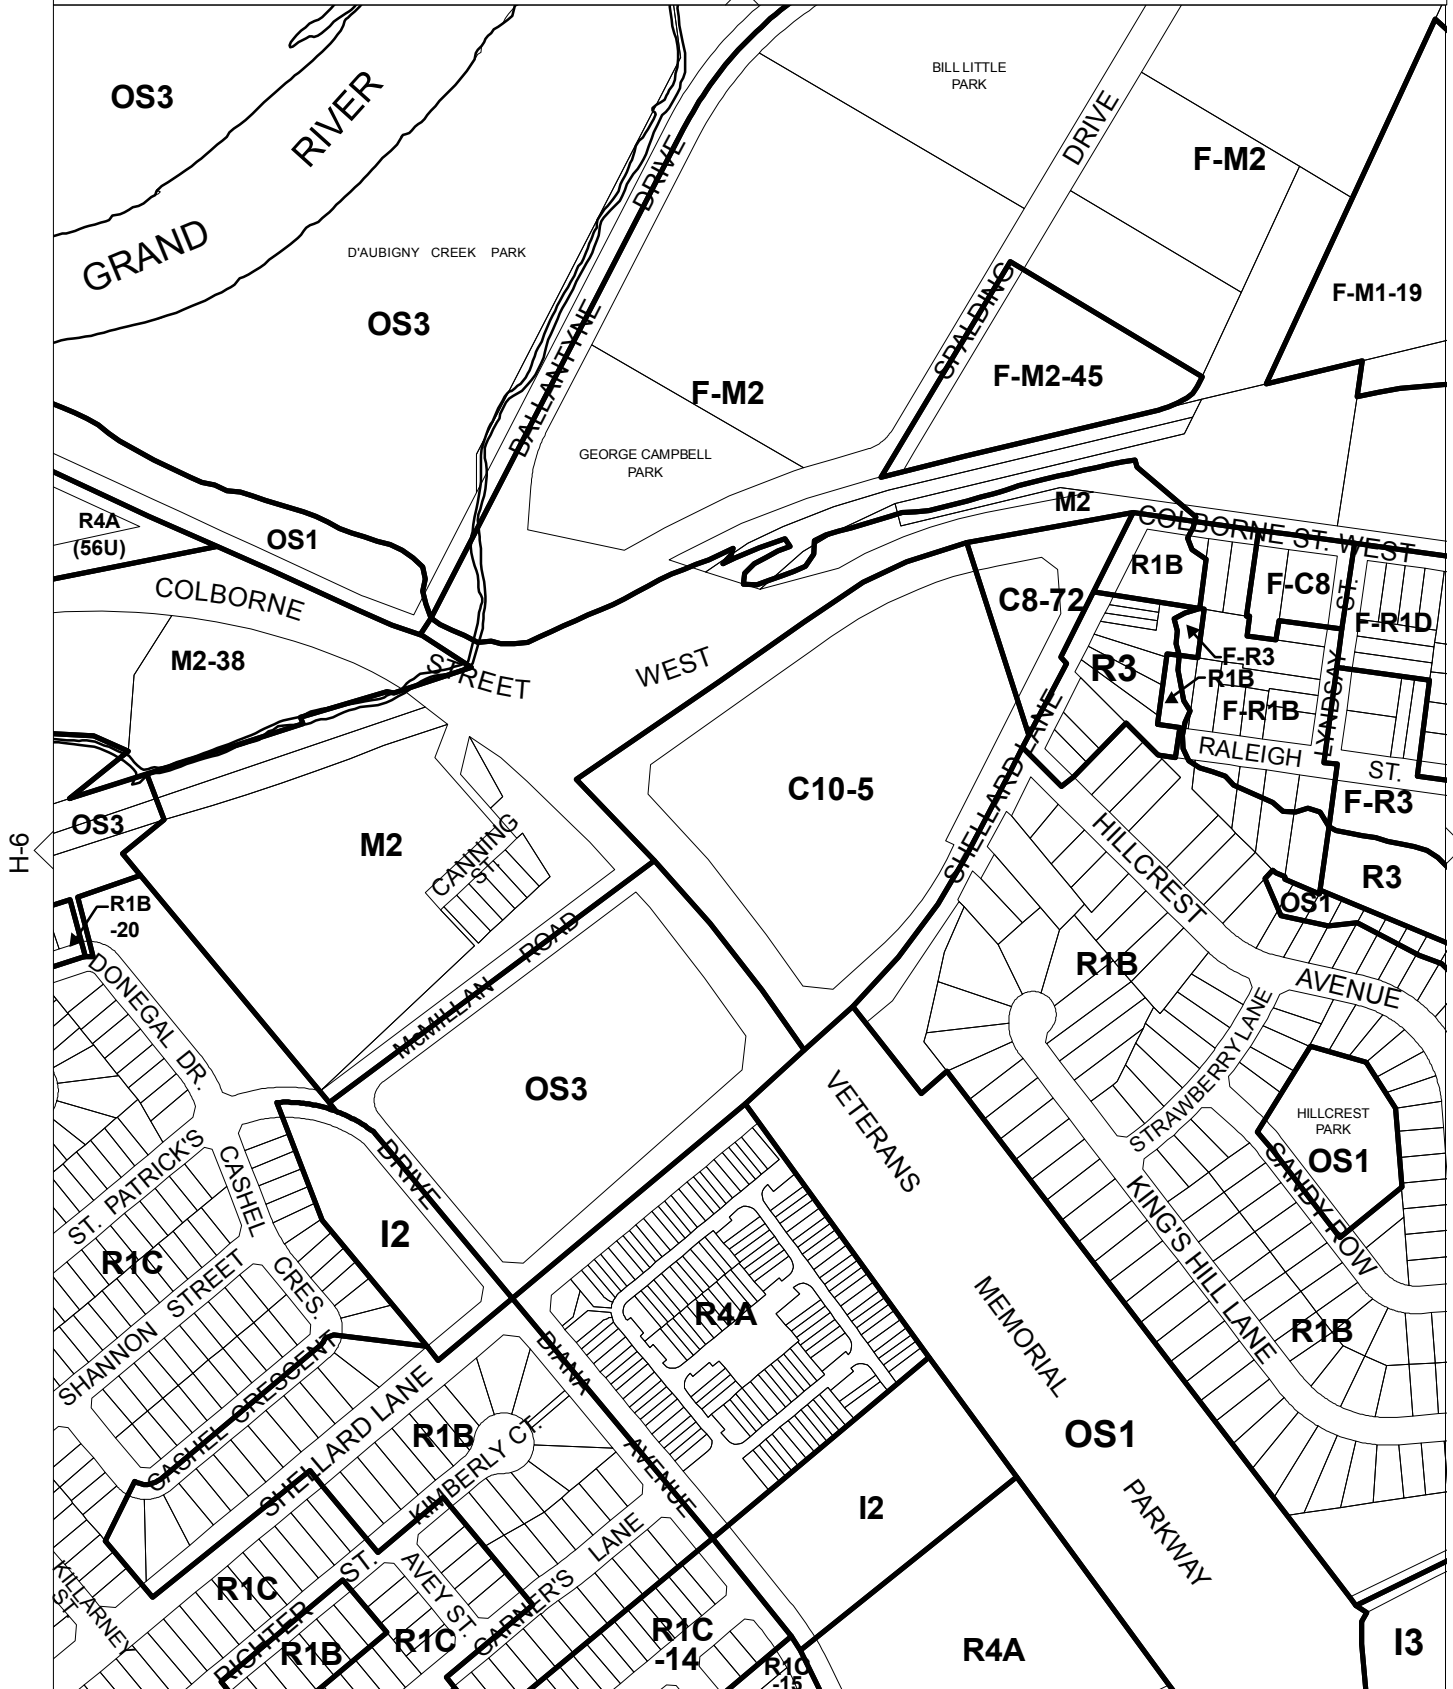 OS3
RIVER
GRAND
D'AUBIGNY CREEK PARK
OS3
BALLANTYNE DRIVE
BILL LITTLE
PARK
SPALDING DRIVE
F-M2
F-M1-19
F-M2-45
F-M2
GEORGE CAMPBELL
PARK
R4A
(56U)
OS1
COLBORNE STREET WEST
M2-38
M2
COLBORNE ST. WEST
R1B
F-C8
F-R1D
C8-72
R3
F-R3
R1B
F-R1B
LYNDSAY ST.
RALEIGH ST.
F-R3
R3
OS1
C10-5
SHELLARD LANE
HILLCREST AVENUE
H-6
OS3
M2
CANNING
ST.
R1B
-20
DONEGAL DR.
McMILLAN ROAD
OS3
R1B
STRAWBERRY LANE
HILLCREST
PARK
OS1
SANDY ROW
KING'S HILL LANE
R1B
VETERANS MEMORIAL PARKWAY
OS1
ST. PATRICK'S
CASHEL CRES.
DRIVE
I2
R1C
SHANNON STREET
CASHEL CRESCENT
SHELLARD LANE
R4A
DIANA AVENUE
R1B
KIMBERLY CT.
I2
KILLARNEY
ST.
R1C
RICHTER ST.
AVEY ST.
GARNER'S LANE
R1B
R1C
R1C
-14
R1C
-15
R4A
I3